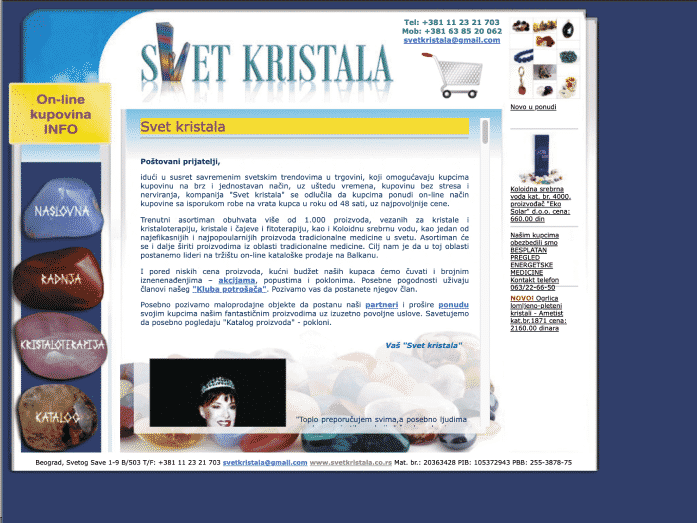 Tel: +381 11 23 21 703
Mob: +381 63 85 20 062
svetkristala@gmail.com
SVET KRISTALA
On-line
kupovina
INFO
NASLOVNA
RADNJA
KRISTALOTERAPIJA
KATALOG
Svet kristala
Poštovani prijatelji,
idući u susret savremenim svetskim trendovima u trgovini, koji omogućavaju kupcima
kupovinu na brz i jednostavan način, uz uštedu vremena, kupovinu bez stresa i
nerviranja, kompanija "Svet kristala" se odlučila da kupcima ponudi on-line način
kupovine sa isporukom robe na vrata kupca u roku od 48 sati, uz najpovoljnije cene.
Trenutni asortiman obuhvata više od 1.000 proizvoda, vezanih za kristale i
kristaloterapiju, kristale i čajeve i fitoterapiju, kao i Koloidnu srebrnu vodu, kao jedan od
najefikasnijih i najpopularnijih proizvoda tradicionalne medicine u svetu. Asortiman će
se i dalje širiti proizvodima iz oblasti tradicionalne medicine. Cilj nam je da u toj oblasti
postanemo lideri na tržištu on-line kataloške prodaje na Balkanu.
I pored niskih cena proizvoda, kućni budžet naših kupaca ćemo čuvati i brojnim
iznenenađenjima – akcijama, popustima i poklonima. Posebne pogodnosti uživaju
članovi našeg "Kluba potrošača". Pozivamo vas da postanete njegov član.
Posebno pozivamo maloprodajne objekte da postanu naši partneri i prošire ponudu
svojim kupcima našim fantastičnim proizvodima uz izuzetno povoljne uslove. Savetujemo
da posebno pogledaju "Katalog proizvoda" - pokloni.
Vaš "Svet kristala"
"Toplo preporučujem svima,a posebno ljudima
Novo u ponudi
Koloidna srebrna
voda kat. br. 4000,
proizvođač "Eko
Solar" d.o.o. cena:
660.00 din
Našim kupcima
obezbedili smo
BESPLATAN
PREGLED
ENERGETSKE
MEDICINE
Kontakt telefon
063/22-66-50
NOVO! Ogrlica
lomljeno-pleteni
kristali - Ametist
kat.br.1871 cena:
2160.00 dinara
Beograd, Svetog Save 1-9 B/503 T/F: +381 11 23 21 703 svetkristala@gmail.com www.svetkristala.co.rs Mat. br.: 20363428 PIB: 105372943 PBB: 255-3878-75